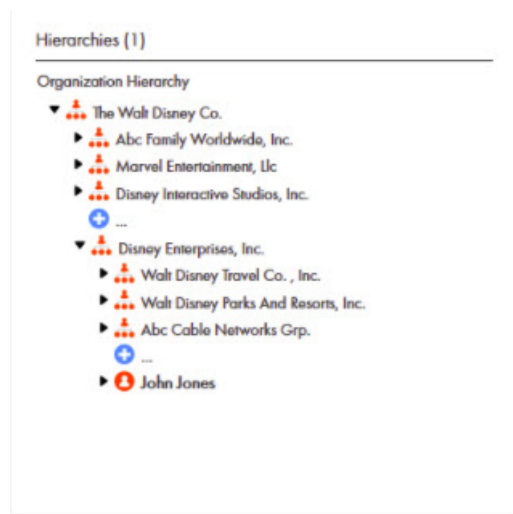 Hierarchies (1)
Organization Hierarchy
The Walt Disney Co.
Abc Family Worldwide, Inc.
Marvel Entertainment, Llc
Disney Interactive Studios, Inc.
...
Disney Enterprises, Inc.
Walt Disney Travel Co. , Inc.
Walt Disney Parks And Resorts, Inc.
Abc Cable Networks Grp.
...
John Jones